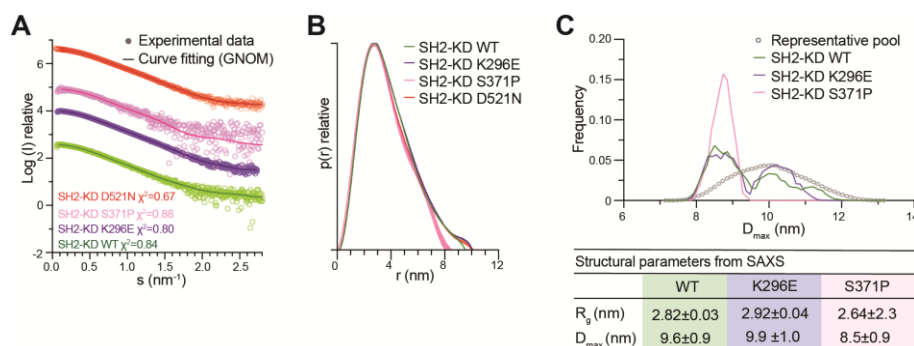 A
Experimental data
Curve fitting (GNOM)
Log (I) relative
8
6
4
2
0
-2
SH2-KD D521N χ²=0.67
SH2-KD S371P χ²=0.88
SH2-KD K296E χ²=0.80
SH2-KD WT χ²=0.84
0.0 0.5 1.0 1.5 2.0 2.5
s (nm⁻¹)
B
SH2-KD WT
SH2-KD K296E
SH2-KD S371P
SH2-KD D521N
p(r) relative
0 4 8 12
r (nm)
C
Representative pool
SH2-KD WT
SH2-KD K296E
SH2-KD S371P
Frequency
0.20
0.15
0.10
0.05
0
6 8 10 12 14
Dmax (nm)
Structural parameters from SAXS
WT K296E S371P
Rg (nm) 2.82±0.03 2.92±0.04 2.64±2.3
Dmax (nm) 9.6±0.9 9.9 ±1.0 8.5±0.9